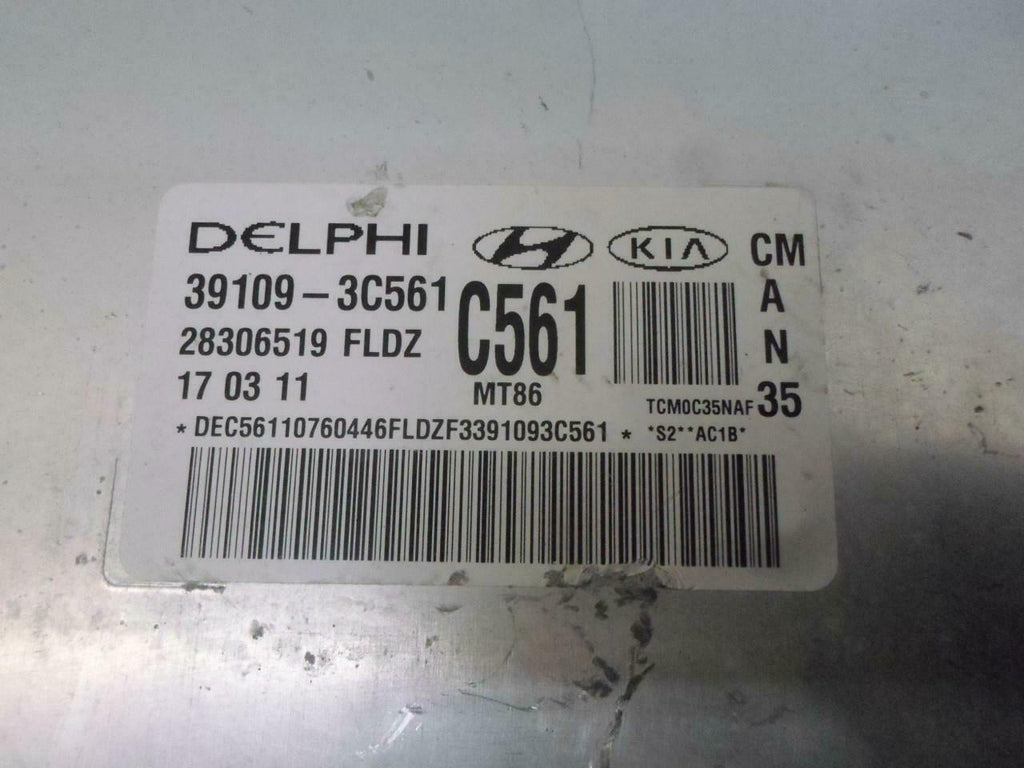 DELPHI KIA CM
39109-3C561 C561 A
28306519 FLDZ N
17 03 11 MT86 TCM0C35NAF 35
*DEC56110760446FLDZF3391093C561* *S2**AC1B*